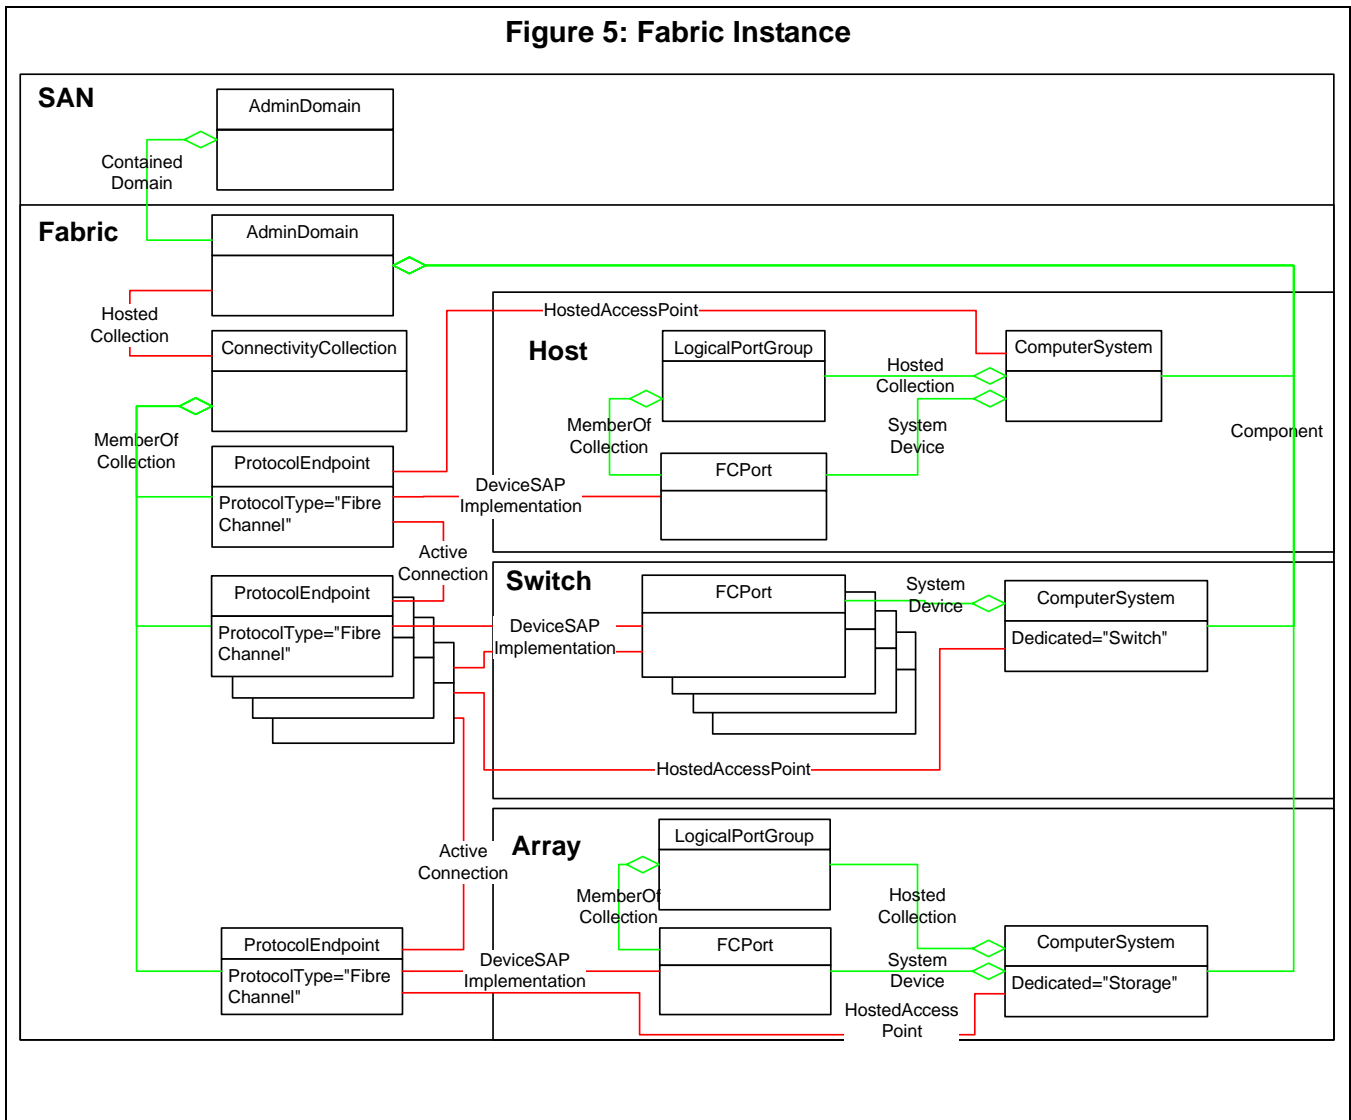 Figure 5: Fabric Instance
SAN
AdminDomain
Contained
Domain
Fabric
AdminDomain
Hosted
Collection
HostedAccessPoint
ConnectivityCollection
Host
LogicalPortGroup
Hosted
Collection
ComputerSystem
MemberOf
Collection
MemberOf
Collection
System
Device
Component
ProtocolEndpoint
ProtocolType="Fibre
Channel"
DeviceSAP
Implementation
FCPort
Active
Connection
Switch
FCPort
System
Device
ComputerSystem
Dedicated="Switch"
ProtocolEndpoint
ProtocolType="Fibre
Channel"
DeviceSAP
Implementation
HostedAccessPoint
Array
LogicalPortGroup
Active
Connection
MemberOf
Collection
Hosted
Collection
ProtocolEndpoint
ProtocolType="Fibre
Channel"
DeviceSAP
Implementation
FCPort
System
Device
ComputerSystem
Dedicated="Storage"
HostedAccess
Point